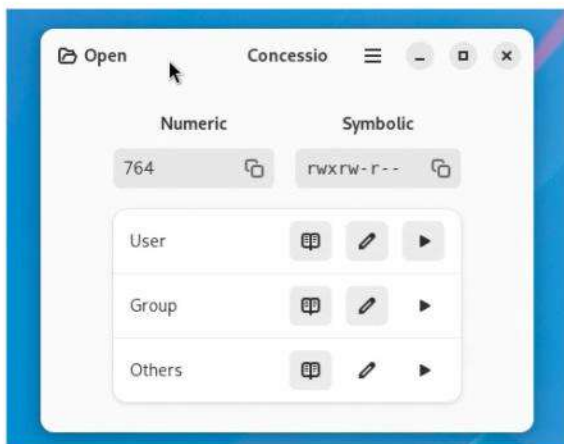 Open Concessio
Numeric Symbolic
764 rwxrw-r--
User
Group
Others